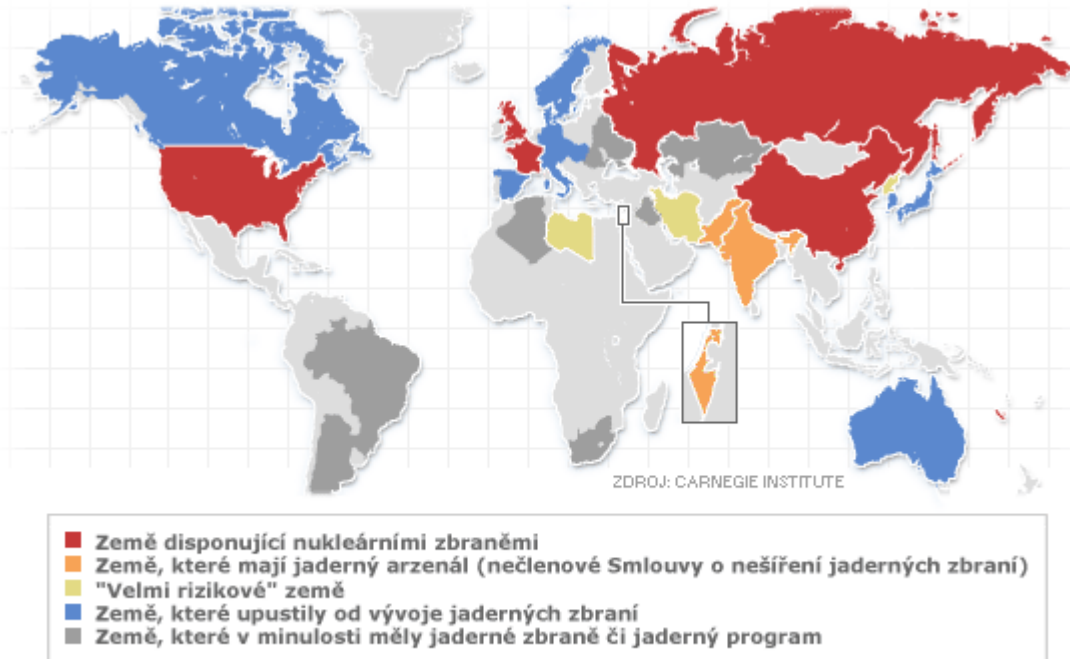 ZDROJ: CARNEGIE INSTITUTE
Země disponující nukleárními zbraněmi
Země, které mají jaderný arzenál (nečlenové Smlouvy o nešíření jaderných zbraní)
"Velmi rizikové" země
Země, které upustily od vývoje jaderných zbraní
Země, které v minulosti měly jaderné zbraně či jaderný program